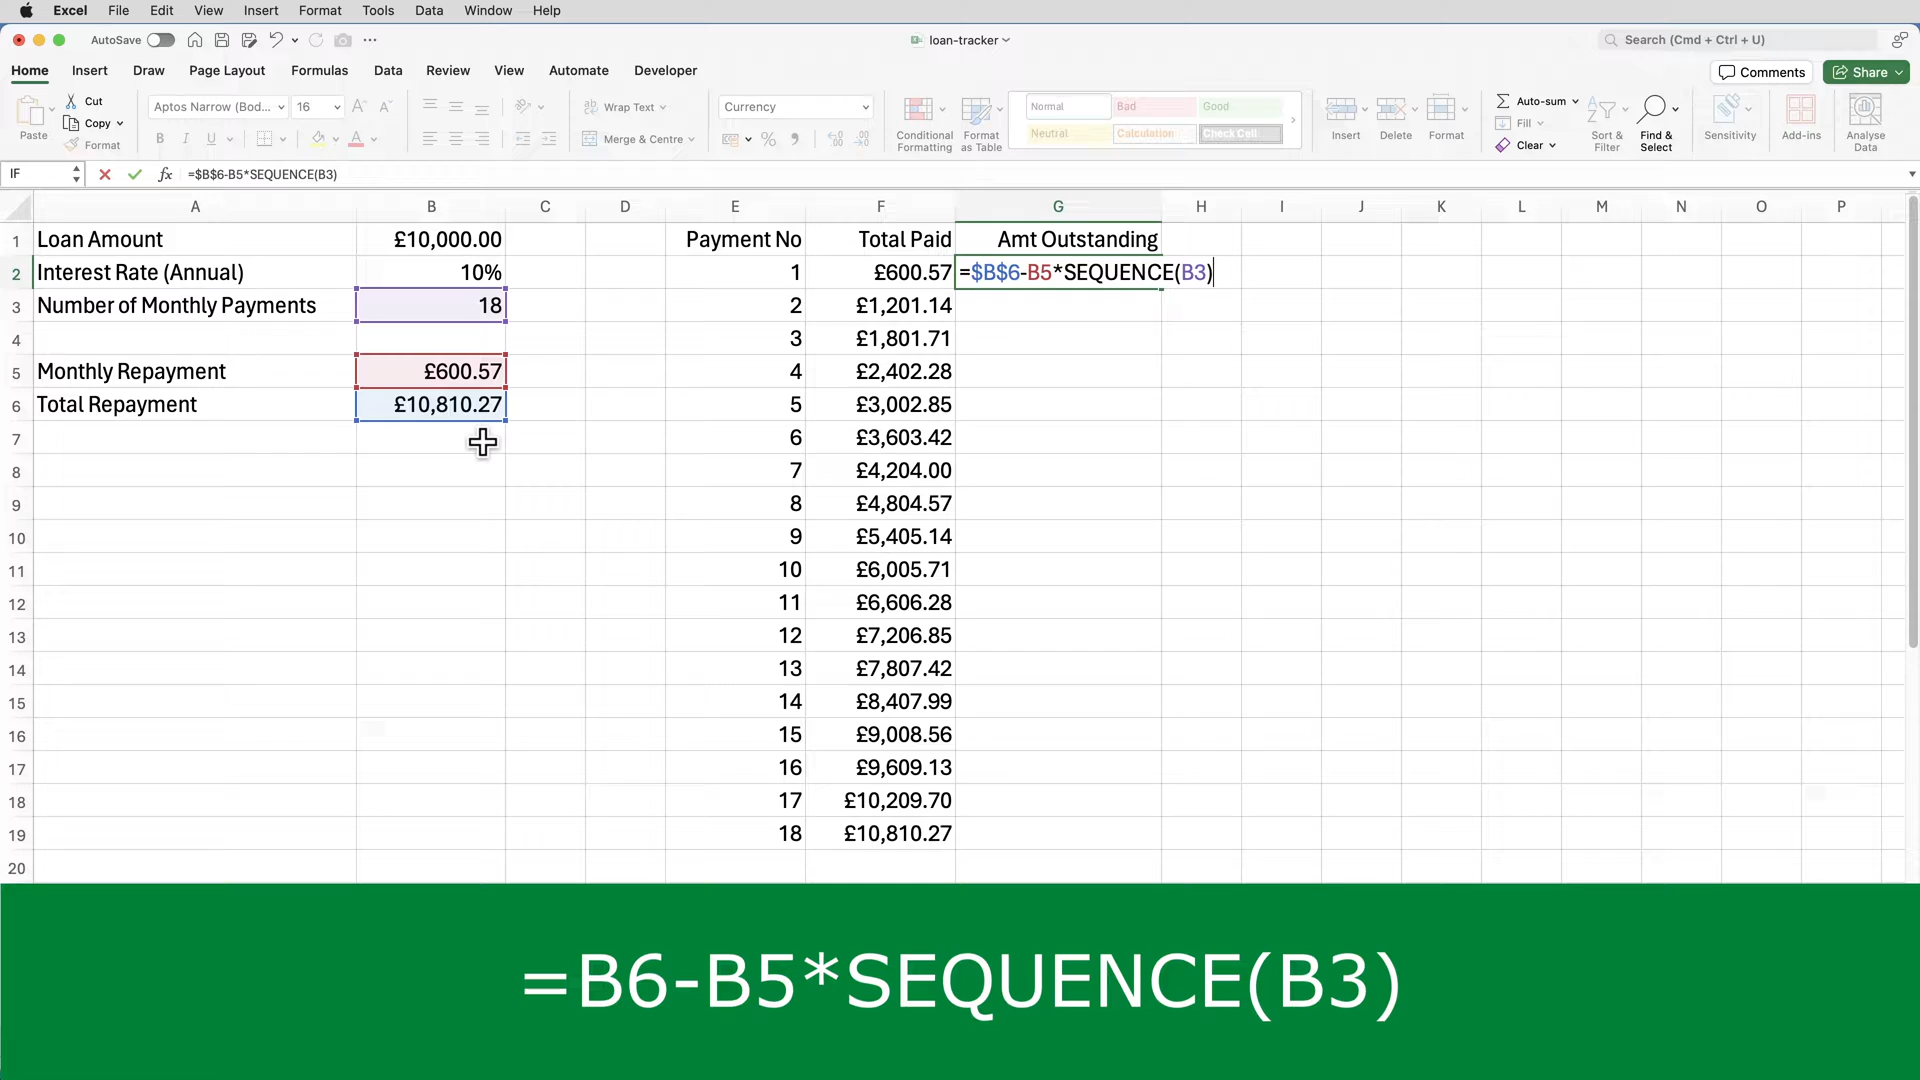 Excel File Edit View Insert Format Tools Data Window Help
AutoSave loan-tracker Search (Cmd + Ctrl + U)
Home Insert Draw Page Layout Formulas Data Review View Automate Developer Comments Share
Paste Cut Copy Format
Aptos Narrow (Bod... 16
B I U
Wrap Text
Merge & Centre
Currency
Conditional Formatting
Format as Table
Normal Bad Good
Neutral Calculation Check Cell
Insert Delete Format
Auto-sum
Fill
Clear
Sort & Filter
Find & Select
Sensitivity
Add-ins
Analyse Data
IF fx =$B$6-B5*SEQUENCE(B3)
A B C D E F G H I J K L M N O P
1 Loan Amount £10,000.00 Payment No Total Paid Amt Outstanding
2 Interest Rate (Annual) 10% 1 £600.57 =$B$6-B5*SEQUENCE(B3)
3 Number of Monthly Payments 18 2 £1,201.14
4 3 £1,801.71
5 Monthly Repayment £600.57 4 £2,402.28
6 Total Repayment £10,810.27 5 £3,002.85
7 6 £3,603.42
8 7 £4,204.00
9 8 £4,804.57
10 9 £5,405.14
11 10 £6,005.71
12 11 £6,606.28
13 12 £7,206.85
14 13 £7,807.42
15 14 £8,407.99
16 15 £9,008.56
17 16 £9,609.13
18 17 £10,209.70
19 18 £10,810.27
20
=B6-B5*SEQUENCE(B3)